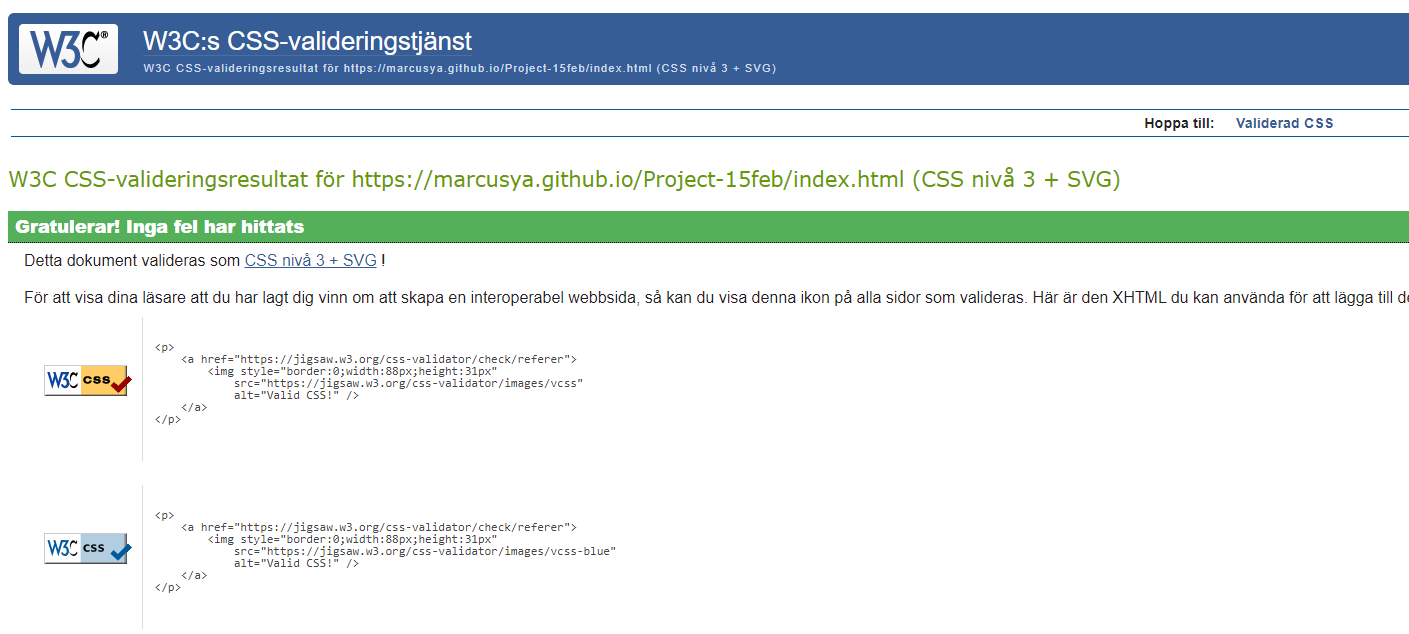 W3C®
W3C:s CSS-valideringstjänst
W3C CSS-valideringsresultat för https://marcusya.github.io/Project-15feb/index.html (CSS nivå 3 + SVG)
Hoppa till: Validerad CSS
W3C CSS-valideringsresultat för https://marcusya.github.io/Project-15feb/index.html (CSS nivå 3 + SVG)
Gratulerar! Inga fel har hittats
Detta dokument valideras som CSS nivå 3 + SVG !
För att visa dina läsare att du har lagt dig vinn om att skapa en interoperabel webbsida, så kan du visa denna ikon på alla sidor som valideras. Här är den XHTML du kan använda för att lägga till
W3C css
<p>
<a href="https://jigsaw.w3.org/css-validator/check/referer">
<img style="border:0;width:88px;height:31px"
src="https://jigsaw.w3.org/css-validator/images/vcss"
alt="Valid CSS!" />
</a>
</p>
W3C css
<p>
<a href="https://jigsaw.w3.org/css-validator/check/referer">
<img style="border:0;width:88px;height:31px"
src="https://jigsaw.w3.org/css-validator/images/vcss-blue"
alt="Valid CSS!" />
</a>
</p>